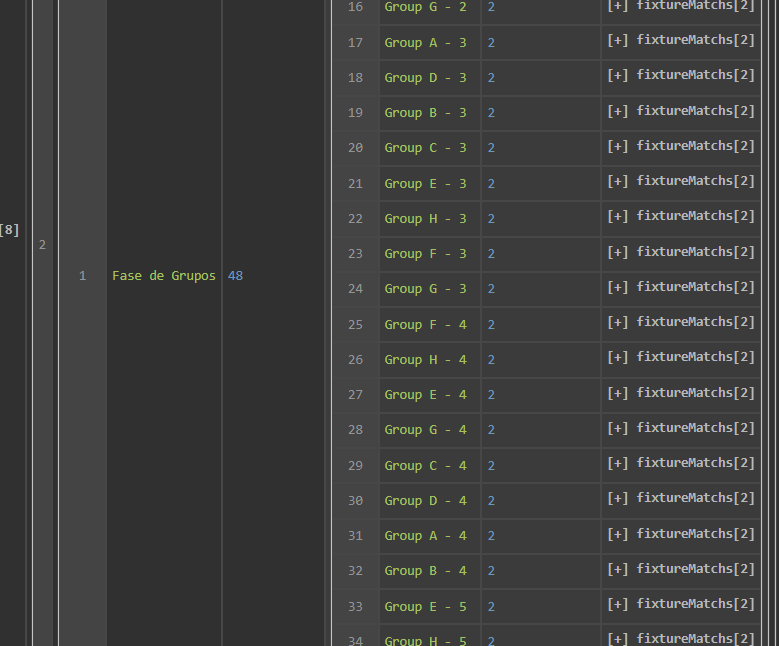 16 Group G - 2 2 [+] fixtureMatchs[2]
17 Group A - 3 2 [+] fixtureMatchs[2]
18 Group D - 3 2 [+] fixtureMatchs[2]
19 Group B - 3 2 [+] fixtureMatchs[2]
20 Group C - 3 2 [+] fixtureMatchs[2]
21 Group E - 3 2 [+] fixtureMatchs[2]
22 Group H - 3 2 [+] fixtureMatchs[2]
[8] 2
23 Group F - 3 2 [+] fixtureMatchs[2]
1 Fase de Grupos 48
24 Group G - 3 2 [+] fixtureMatchs[2]
25 Group F - 4 2 [+] fixtureMatchs[2]
26 Group H - 4 2 [+] fixtureMatchs[2]
27 Group E - 4 2 [+] fixtureMatchs[2]
28 Group G - 4 2 [+] fixtureMatchs[2]
29 Group C - 4 2 [+] fixtureMatchs[2]
30 Group D - 4 2 [+] fixtureMatchs[2]
31 Group A - 4 2 [+] fixtureMatchs[2]
32 Group B - 4 2 [+] fixtureMatchs[2]
33 Group E - 5 2 [+] fixtureMatchs[2]
34 Group H - 5 2 [+] fixtureMatchs[2]